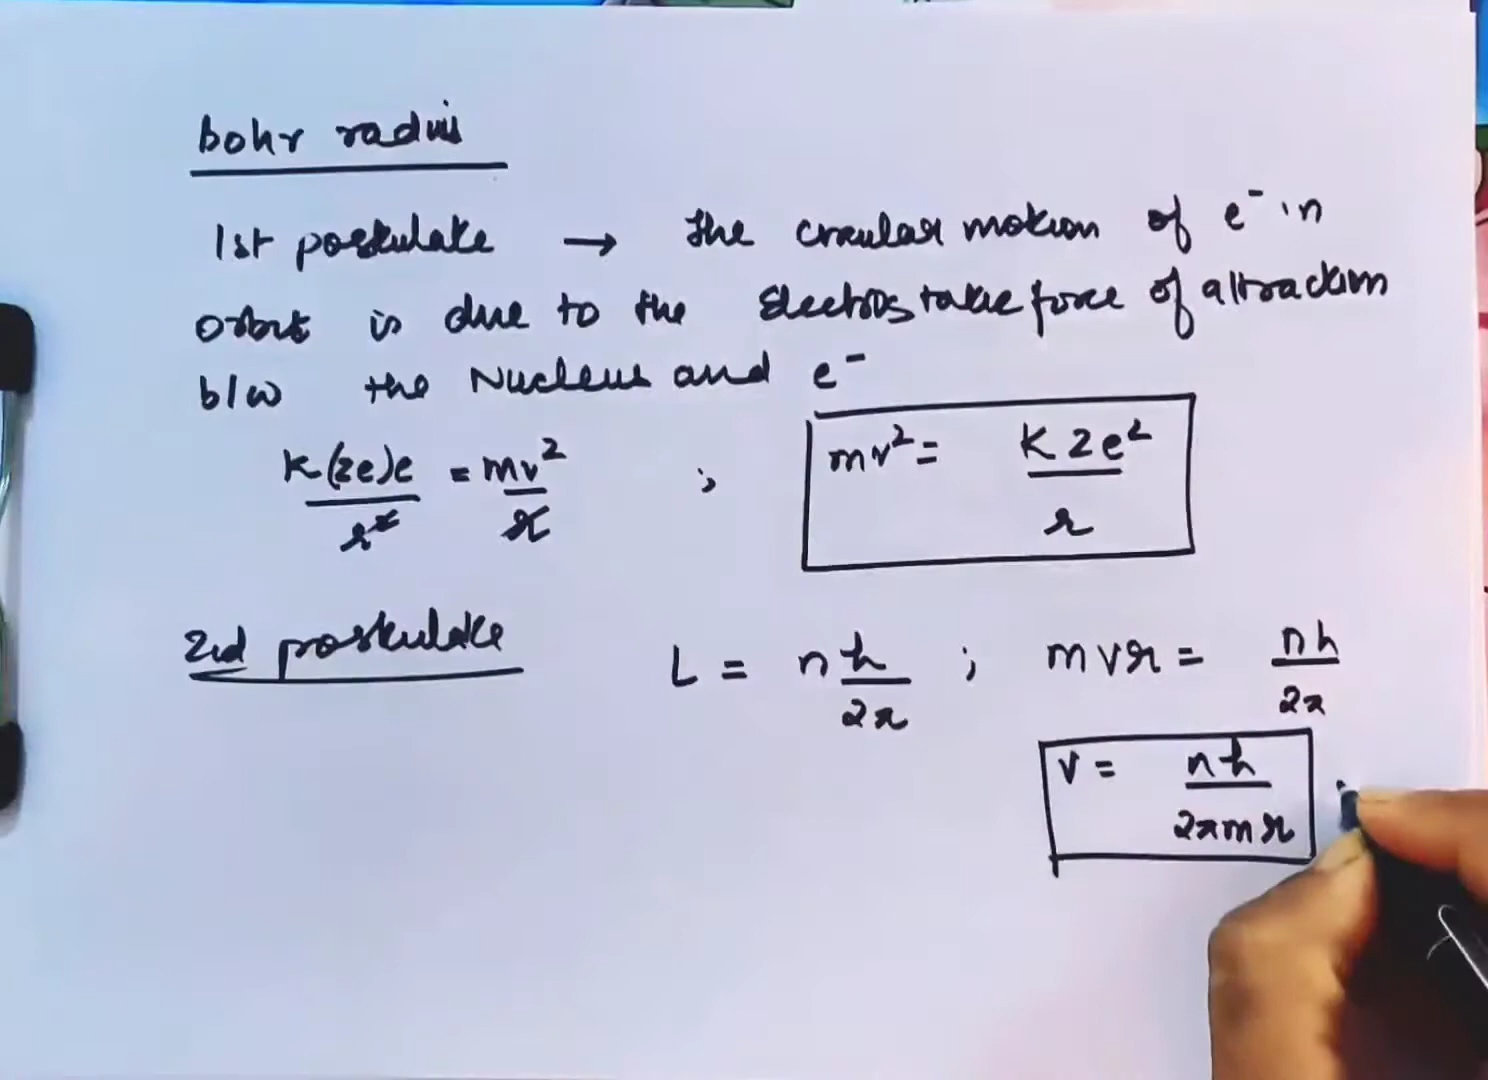 bohr radius
1st postulate → the circular motion of e⁻ in
orbit is due to the Electrostatic force of attraction
b/w the Nucleus and e⁻
K(ze)e/r² = mv²/r ; mv² = KZe²/r
2nd postulate L = nh/2π ; mvr = nh/2π
v = nh/2πmr